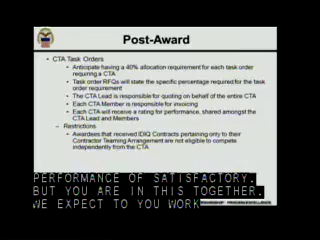 Post-Award
• CTA Task Orders
• Anticipate having a 40% allocation requirement for each task order
requiring a CTA
• Task order RFQs will state the specific percentage required for the
task order requirement
• The CTA Lead is responsible for quoting on behalf of the entire CTA
• Each CTA Member is responsible for invoicing
• Each CTA will receive a rating for performance, shared amongst the
CTA Lead and Members
– Restrictions
• Awardees that received IDIQ Contracts pertaining only to their
Contractor Teaming Arrangement are not eligible to compete
independently from the CTA
PERFORMANCE OF SATISFACTORY.
BUT YOU ARE IN THIS TOGETHER.
WE EXPECT TO YOU WORK